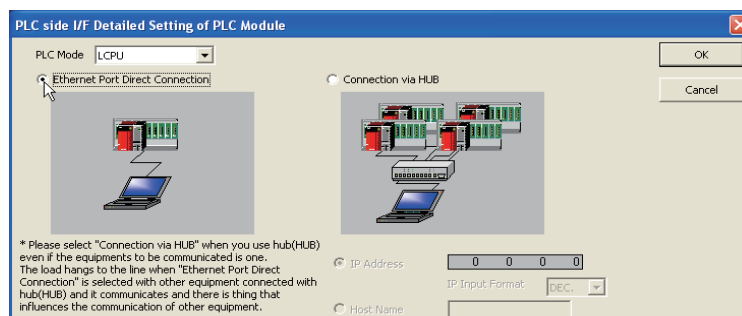 PLC side I/F Detailed Setting of PLC Module
PLC Mode LCPU
OK
Ethernet Port Direct Connection
Connection via HUB
Cancel
* Please select "Connection via HUB" when you use hub(HUB)
even if the equipments to be communicated is one.
The load hangs to the line when "Ethernet Port Direct
Connection" is selected with other equipment connected with
hub(HUB) and it communicates and there is thing that
influences the communication of other equipment.
IP Address 0 0 0 0
IP Input Format DEC.
Host Name